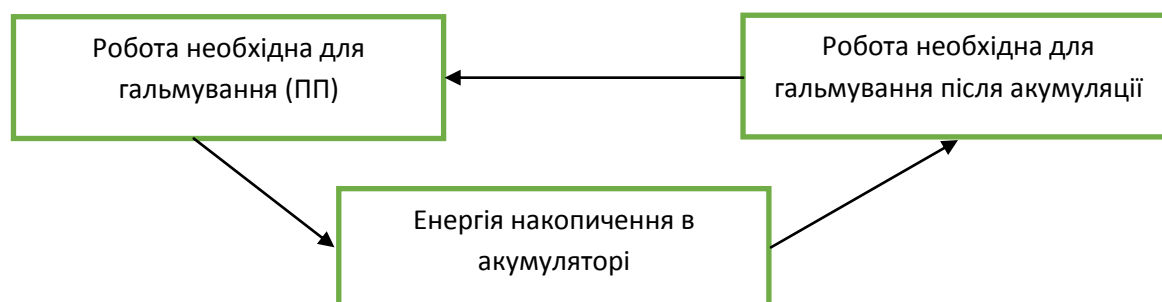 Робота необхідна для
гальмування (ПП)
Робота необхідна для
гальмування після акумуляції
Енергія накопичення в
акумуляторі